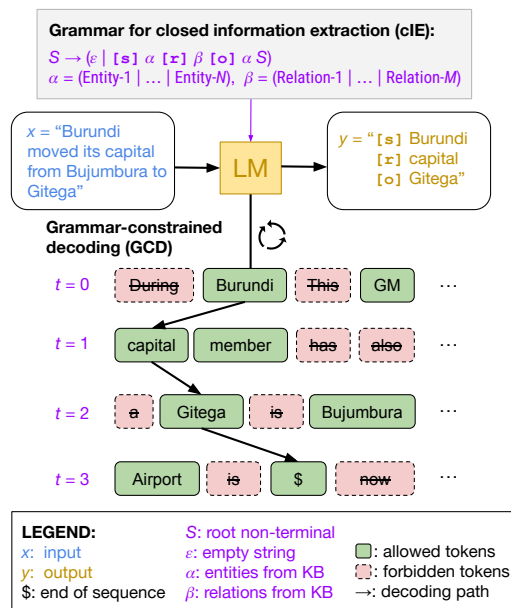 Grammar for closed information extraction (cIE):
S → (ε | [s] α [r] β [o] α S)
α = (Entity-1 | … | Entity-N), β = (Relation-1 | … | Relation-M)
x = “Burundi
moved its capital
from Bujumbura to
Gitega”
LM
y = “[s] Burundi
[r] capital
[o] Gitega”
Grammar-constrained
decoding (GCD)
t = 0 During Burundi This GM ⋯
t = 1 capital member has also ⋯
t = 2 a Gitega is Bujumbura ⋯
t = 3 Airport is $ now ⋯
LEGEND:
x: input
y: output
$: end of sequence
S: root non-terminal
ε: empty string
α: entities from KB
β: relations from KB
: allowed tokens
: forbidden tokens
→: decoding path